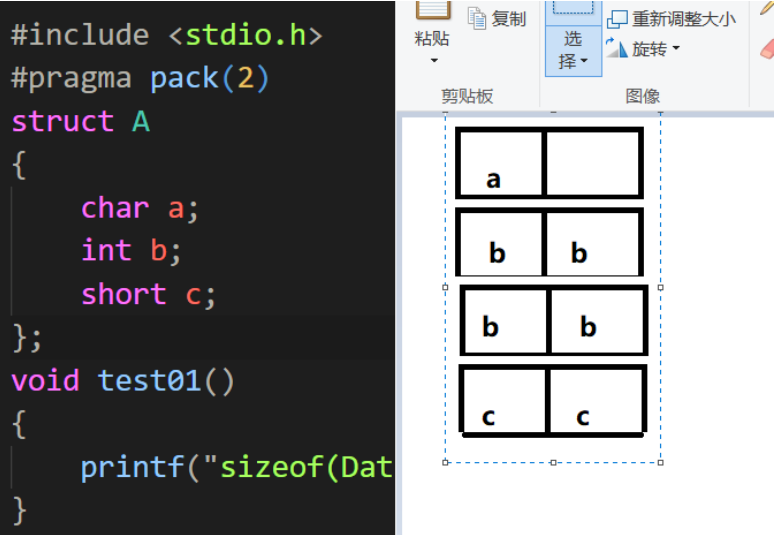 #include <stdio.h>
#pragma pack(2)
struct A
{
char a;
int b;
short c;
};
void test01()
{
printf("sizeof(Dat
}
粘贴
复制
剪贴板
选择
重新调整大小
旋转
图像
a
b b
b b
c c